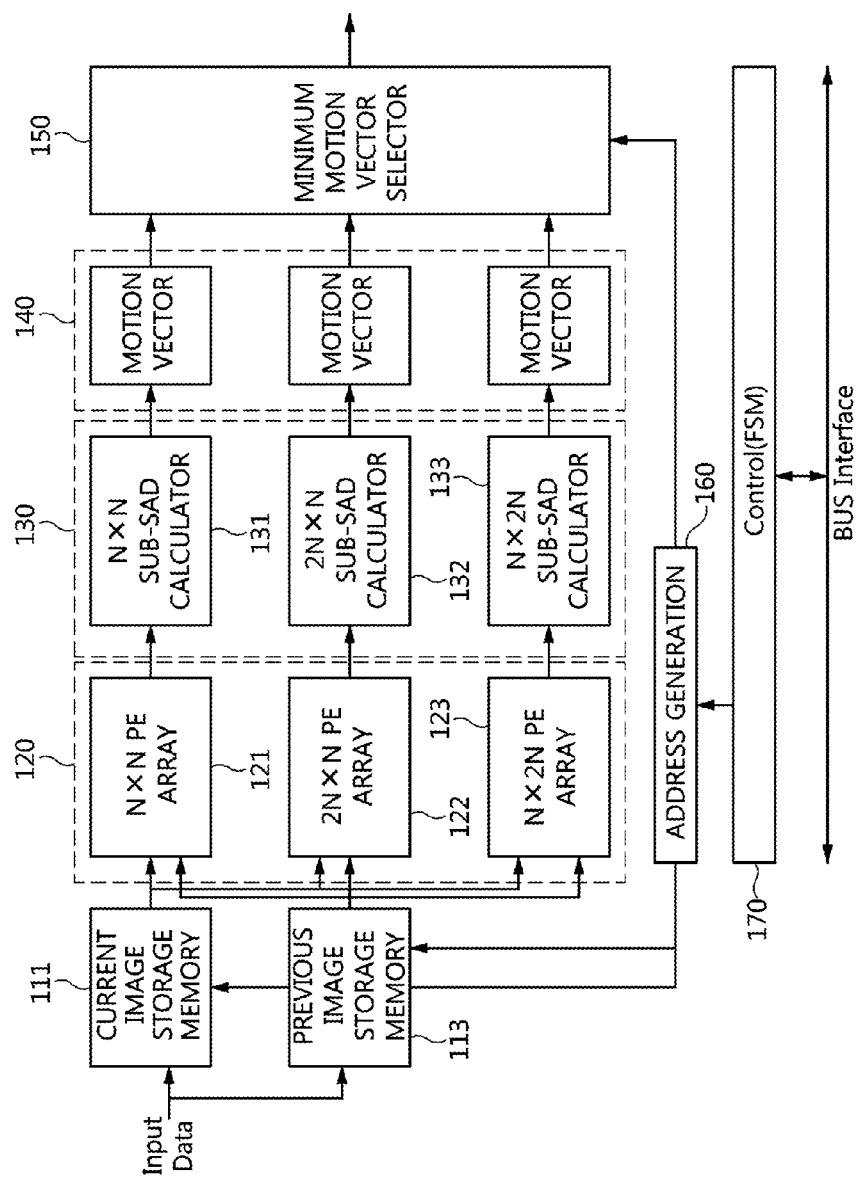 Input
Data
111
CURRENT
IMAGE
STORAGE
MEMORY
PREVIOUS
IMAGE
STORAGE
MEMORY
113
120
N×N PE
ARRAY
121
2N×N PE
ARRAY
122
123
N×2N PE
ARRAY
130
N×N
SUB-SAD
CALCULATOR
131
2N×N
SUB-SAD
CALCULATOR
132
133
N×2N
SUB-SAD
CALCULATOR
140
MOTION
VECTOR
MOTION
VECTOR
MOTION
VECTOR
150
MINIMUM
MOTION
VECTOR
SELECTOR
ADDRESS GENERATION
160
170
Control(FSM)
BUS Interface